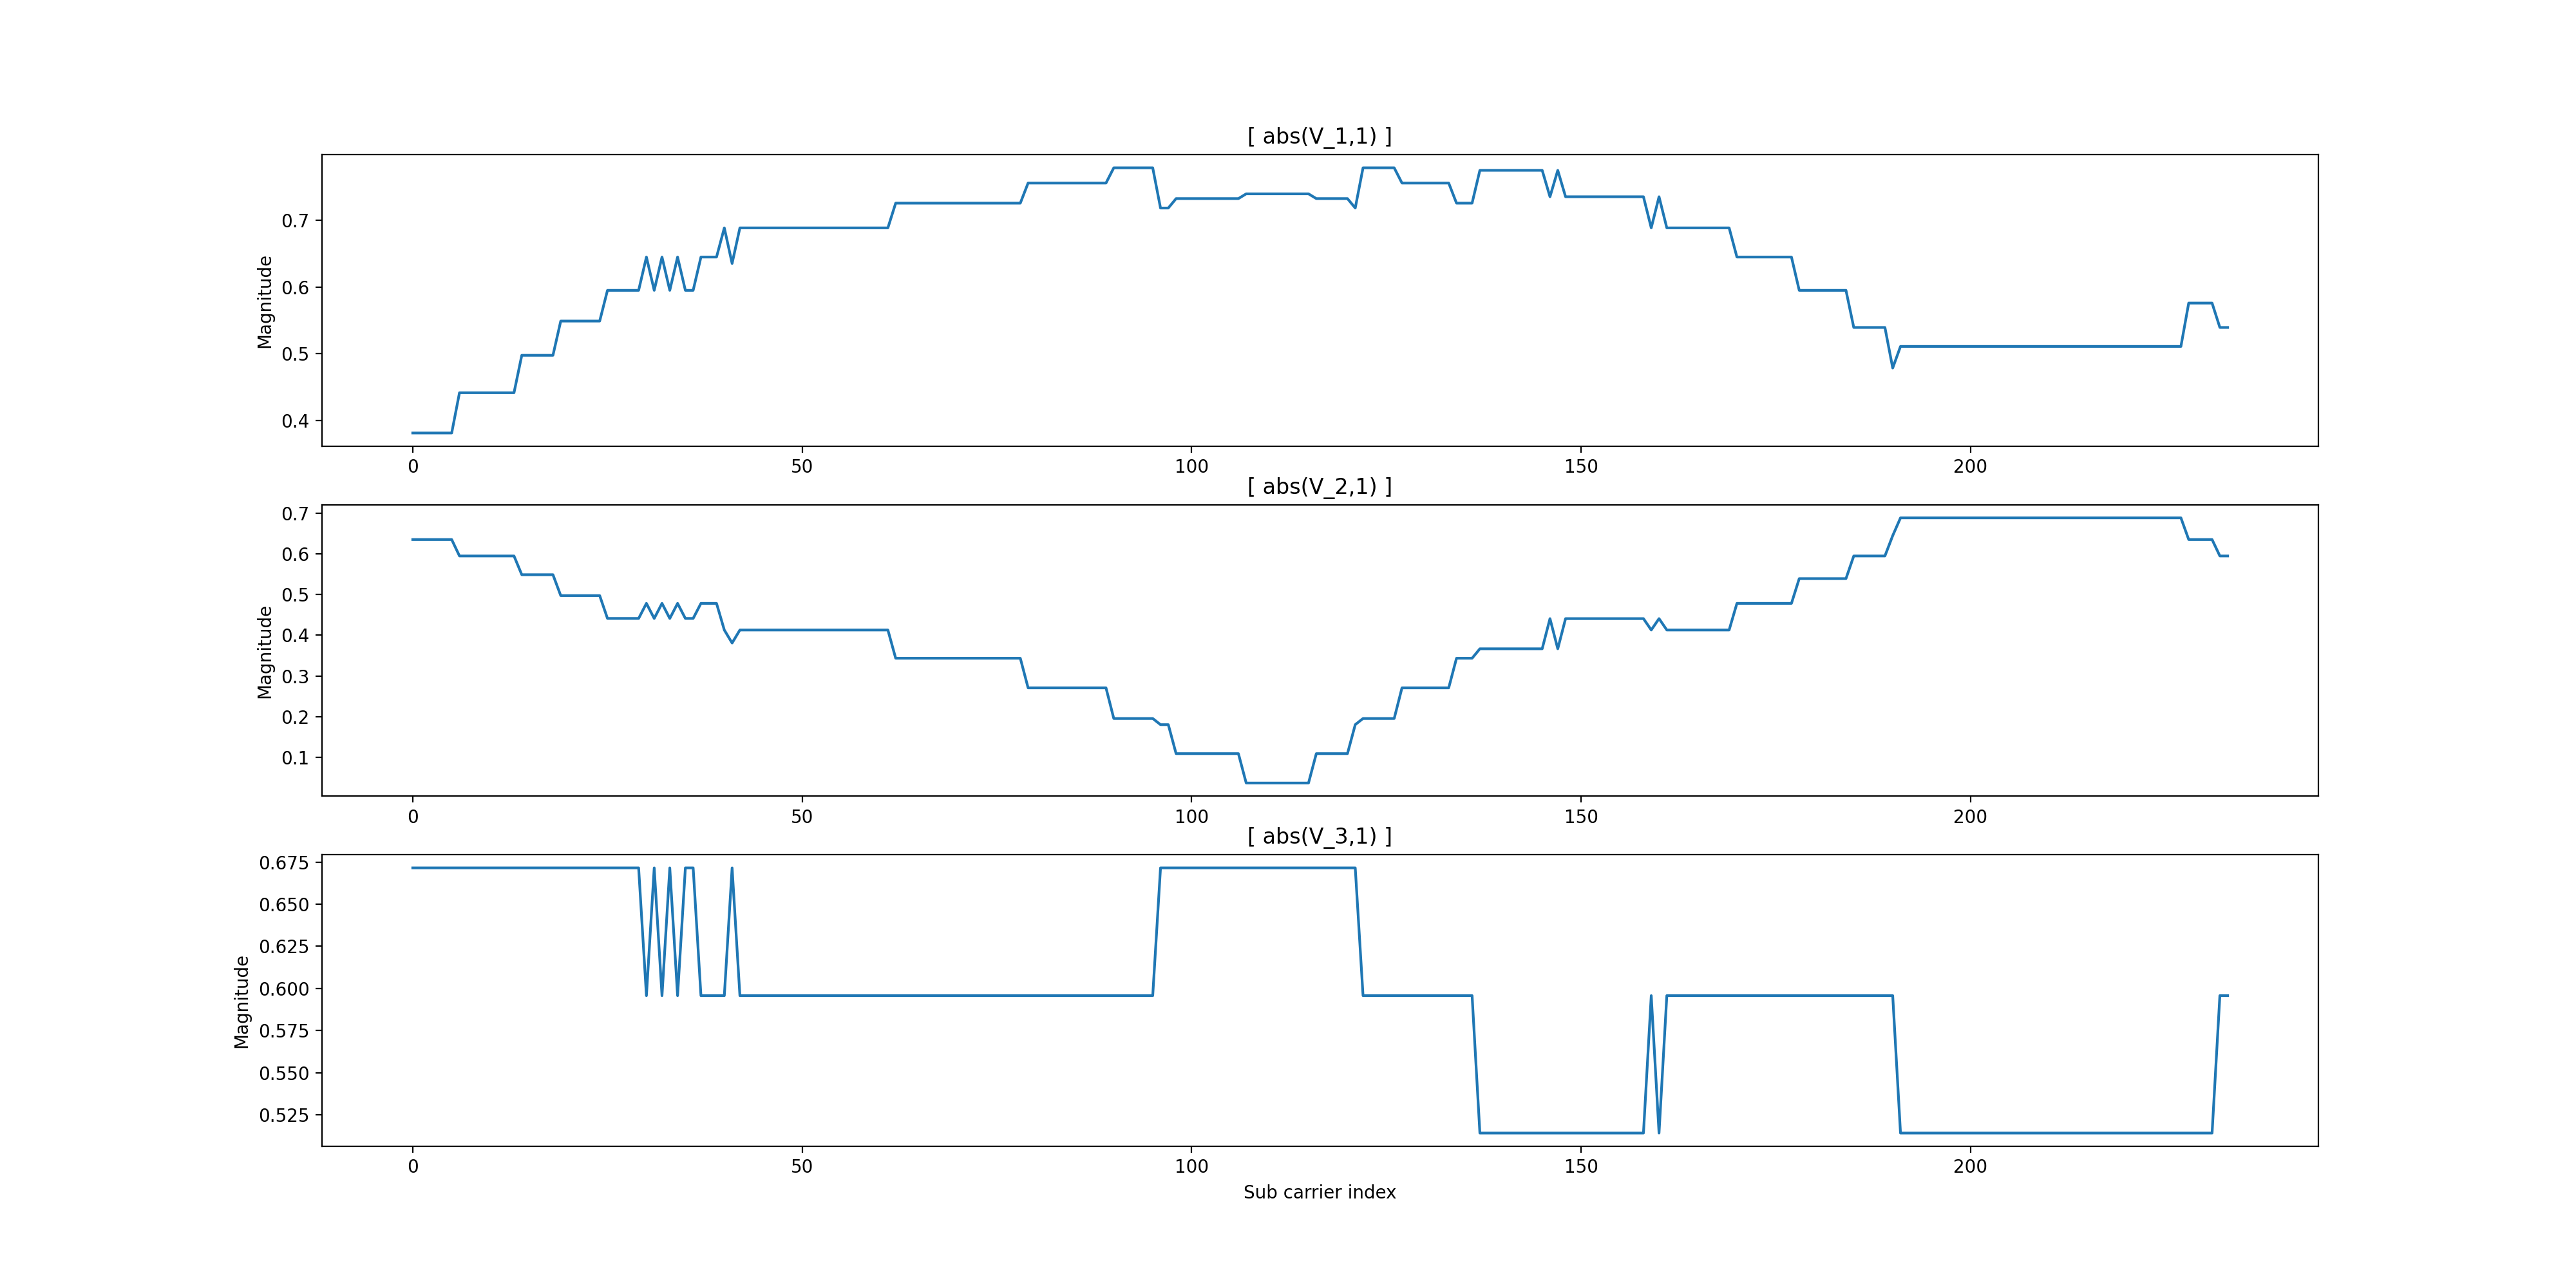 [ abs(V_1,1) ]
Magnitude
0.7
0.6
0.5
0.4
0 50 100 150 200
[ abs(V_2,1) ]
Magnitude
0.7
0.6
0.5
0.4
0.3
0.2
0.1
0 50 100 150 200
[ abs(V_3,1) ]
Magnitude
0.675
0.650
0.625
0.600
0.575
0.550
0.525
0 50 100 150 200
Sub carrier index